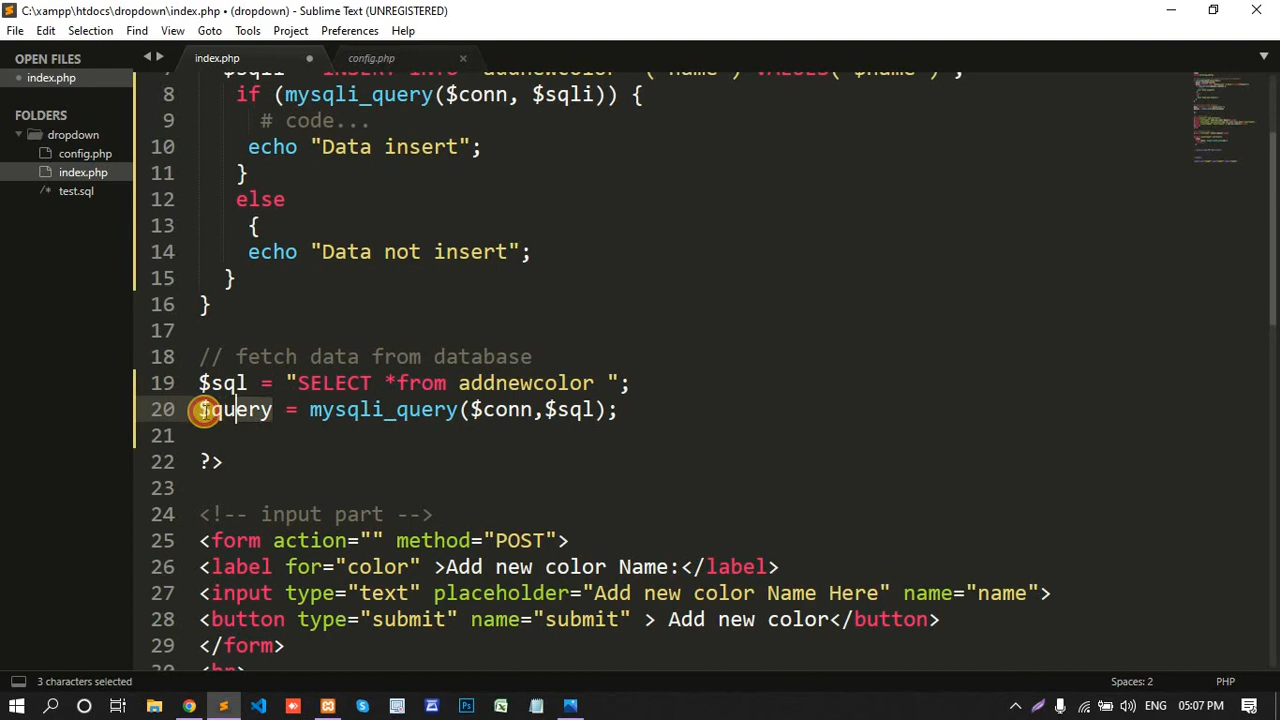 C:\xampp\htdocs\dropdown\index.php • (dropdown) - Sublime Text (UNREGISTERED)
File Edit Selection Find View Goto Tools Project Preferences Help
OPEN FILES
index.php
FOLDERS
dropdown
config.php
index.php
test.sql
index.php config.php
8 if (mysqli_query($conn, $sqli)) {
9 # code...
10 echo "Data insert";
11 }
12 else
13 {
14 echo "Data not insert";
15 }
16 }
17
18 // fetch data from database
19 $sql = "SELECT *from addnewcolor ";
20 $query = mysqli_query($conn,$sql);
21
22 ?>
23
24 <!-- input part -->
25 <form action="" method="POST">
26 <label for="color" >Add new color Name:</label>
27 <input type="text" placeholder="Add new color Name Here" name="name">
28 <button type="submit" name="submit" > Add new color</button>
29 </form>
3 characters selected
Spaces: 2 PHP
ENG 05:07 PM